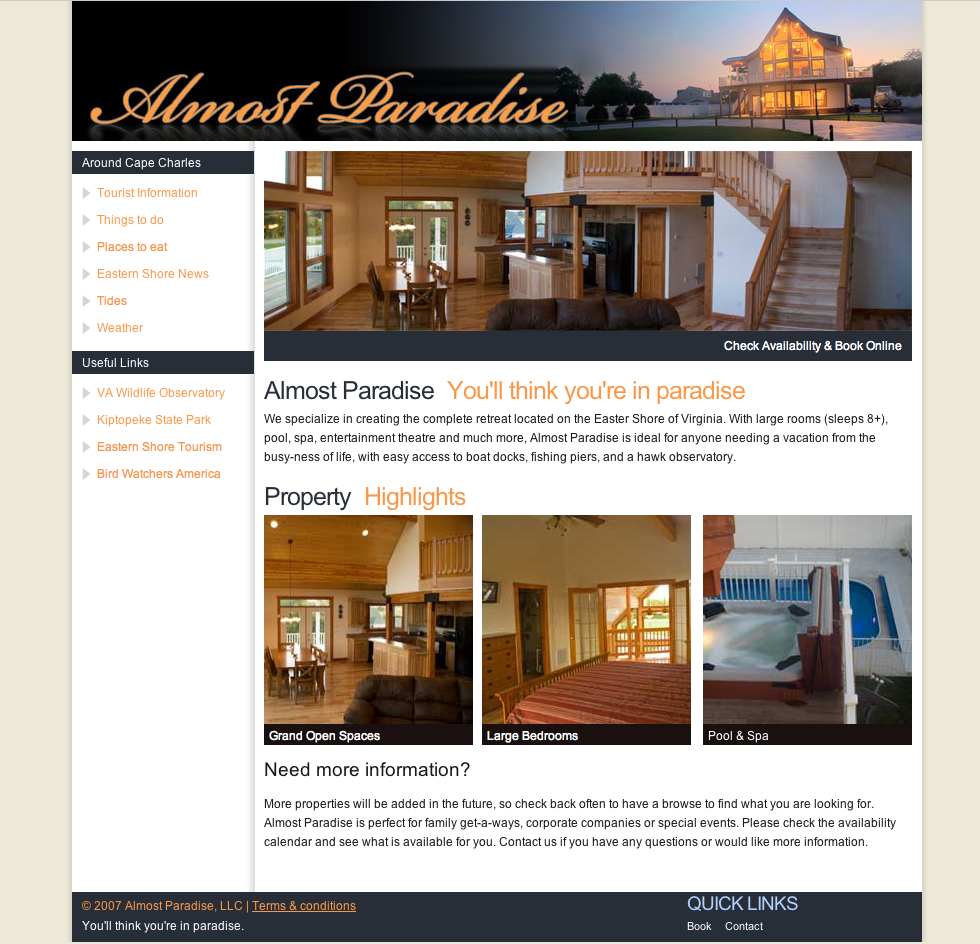 Almost Paradise
Around Cape Charles
Tourist Information
Things to do
Places to eat
Eastern Shore News
Tides
Weather
Useful Links
VA Wildlife Observatory
Kiptopeke State Park
Eastern Shore Tourism
Bird Watchers America
Check Availability & Book Online
Almost Paradise You'll think you're in paradise
We specialize in creating the complete retreat located on the Easter Shore of Virginia. With large rooms (sleeps 8+),
pool, spa, entertainment theatre and much more, Almost Paradise is ideal for anyone needing a vacation from the
busy-ness of life, with easy access to boat docks, fishing piers, and a hawk observatory.
Property Highlights
Grand Open Spaces
Large Bedrooms
Pool & Spa
Need more information?
More properties will be added in the future, so check back often to have a browse to find what you are looking for.
Almost Paradise is perfect for family get-a-ways, corporate companies or special events. Please check the availability
calendar and see what is available for you. Contact us if you have any questions or would like more information.
© 2007 Almost Paradise, LLC | Terms & conditions
You'll think you're in paradise.
QUICK LINKS
Book Contact